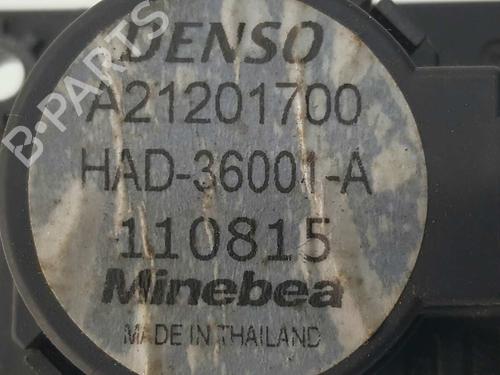 DENSO
A21201700
HAD-36001-A
110815
Minebea
MADE IN THAILAND
B-PARTS